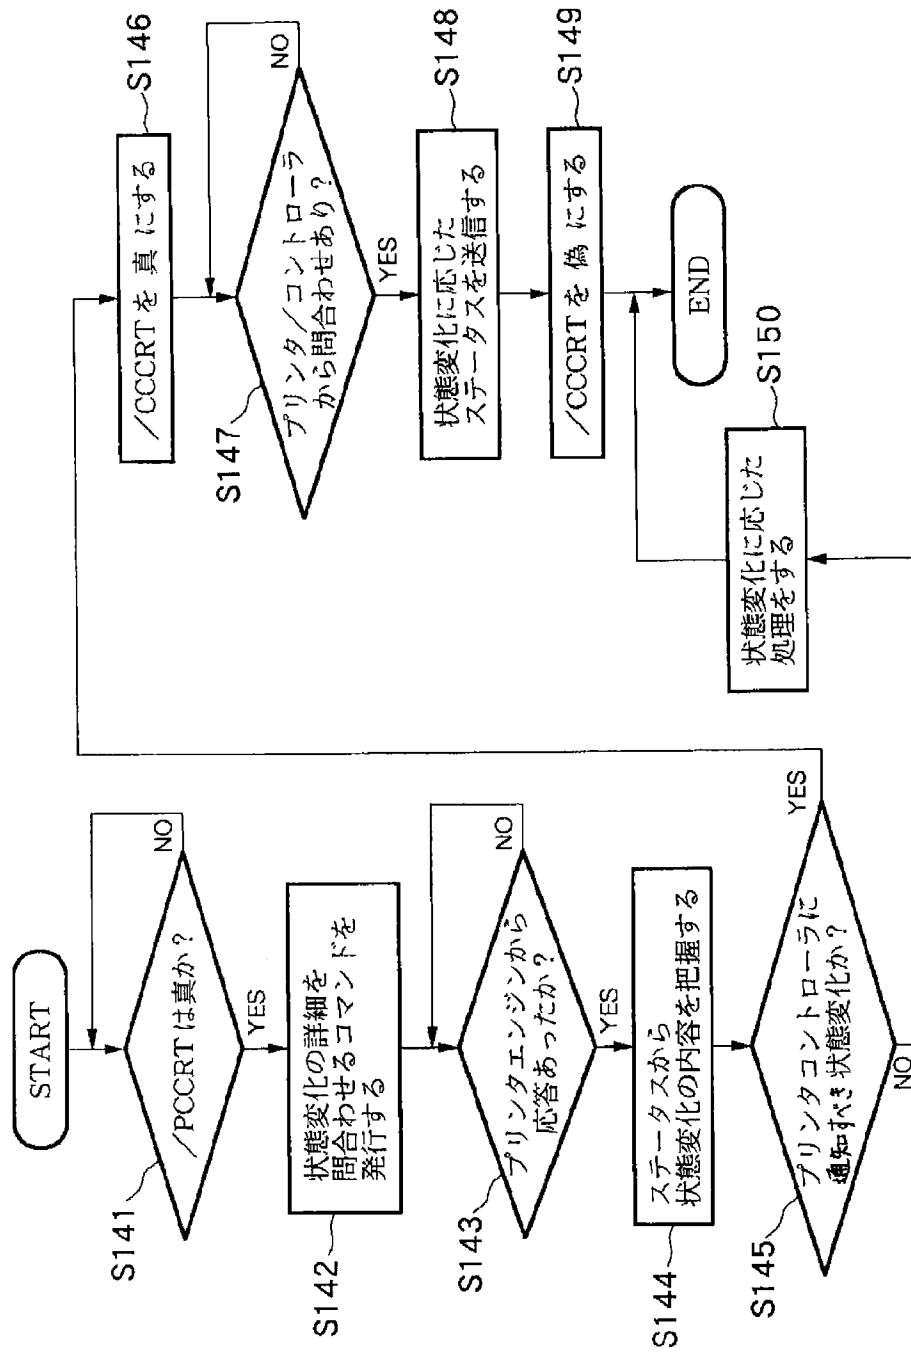 START
/PCCRTは真か?
NO
YES
S141
状態変化の詳細を
問合わせるコマンドを
発行する
S142
プリンタエンジンから
応答あったか?
NO
YES
S143
ステータスから
状態変化の内容を把握する
S144
プリンタコントローラに
通知すべき状態変化か?
YES
NO
S145
/CCCRTを 真 にする
S146
プリンタ/コントローラ
から問合わせあり?
NO
YES
S147
状態変化に応じた
ステータスを送信する
S148
/CCCRTを 偽 にする
S149
END
状態変化に応じた
処理をする
S150